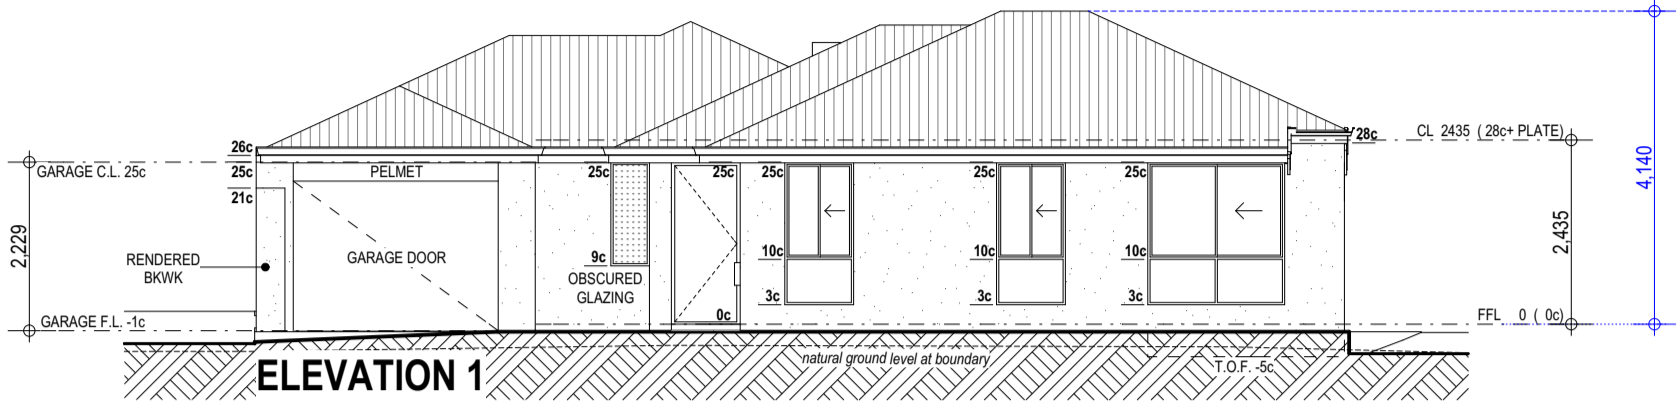 4,140
CL 2435 ( 28c+ PLATE)
28c
26c
GARAGE C.L. 25c
25c
PELMET
25c
25c
25c
25c
25c
21c
2,229
2,435
RENDERED
BKWK
GARAGE DOOR
9c
OBSCURED
GLAZING
10c
10c
10c
3c
3c
3c
0c
GARAGE F.L. -1c
FFL 0 ( 0c)
natural ground level at boundary
T.O.F. -5c
ELEVATION 1